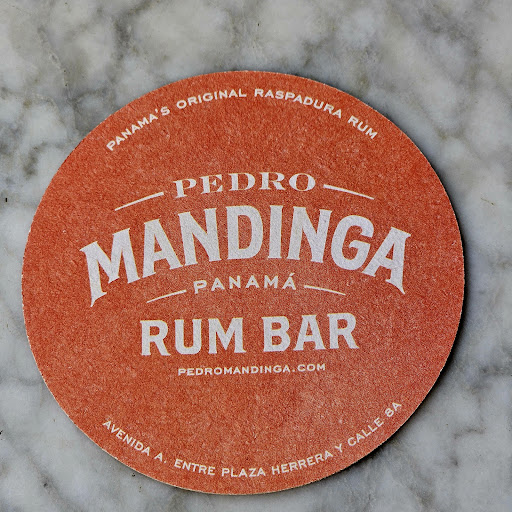 PANAMA'S ORIGINAL RASPADURA RUM
PEDRO
MANDINGA
PANAMÁ
RUM BAR
PEDROMANDINGA.COM
AVENIDA A, ENTRE PLAZA HERRERA Y CALLE 8A